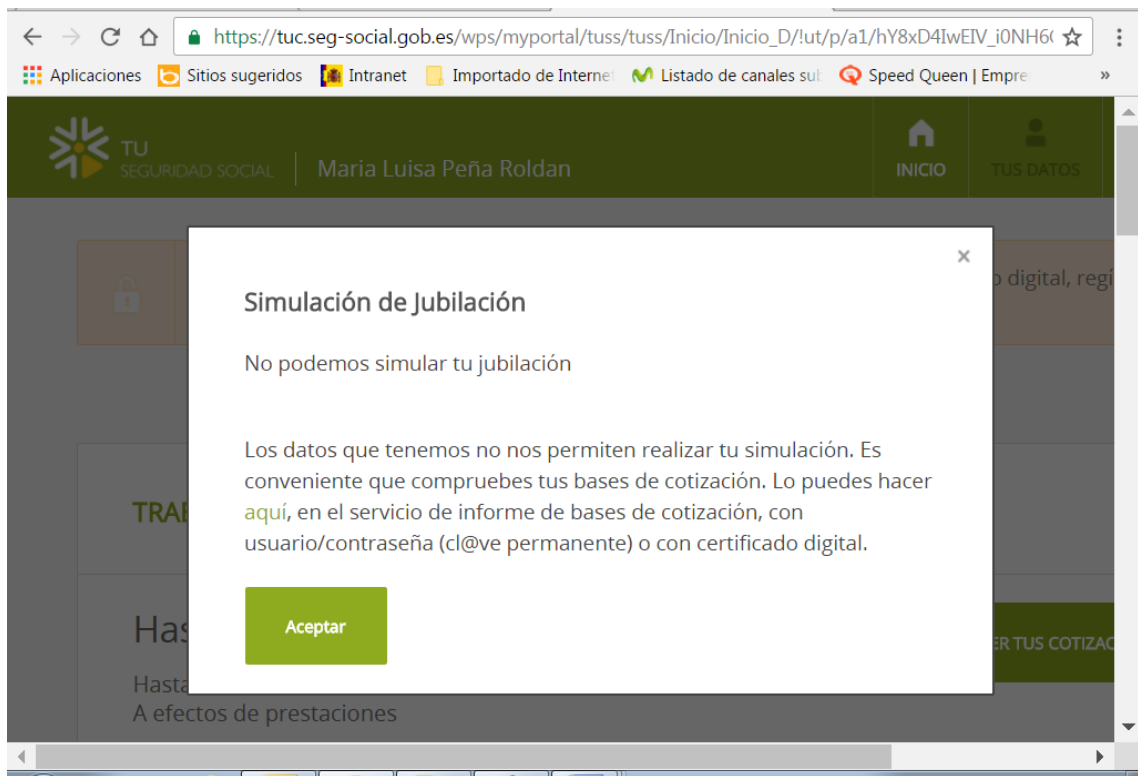 https://tuc.seg-social.gob.es/wps/myportal/tuss/tuss/Inicio/Inicio_D/!ut/p/a1/hY8xD4IwEIV_i0NH6
Aplicaciones Sitios sugeridos Intranet Importado de Interne Listado de canales sul Speed Queen | Empre »
TU
SEGURIDAD SOCIAL Maria Luisa Peña Roldan INICIO TUS DATOS
×
o digital, regí
Simulación de Jubilación
No podemos simular tu jubilación
Los datos que tenemos no nos permiten realizar tu simulación. Es
conveniente que compruebes tus bases de cotización. Lo puedes hacer
TRA aquí, en el servicio de informe de bases de cotización, con
usuario/contraseña (cl@ve permanente) o con certificado digital.
Aceptar
Has
ER TUS COTIZAC
Hasta
A efectos de prestaciones